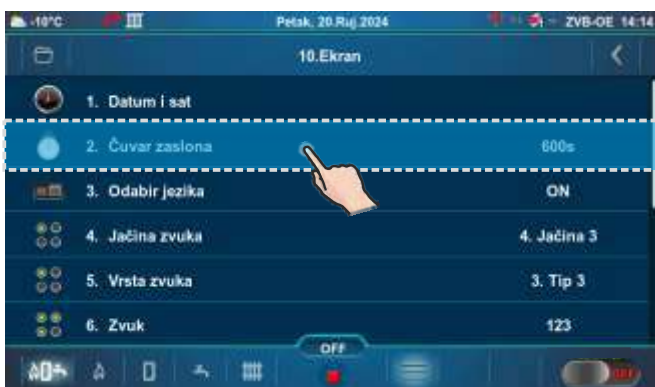 -10°C Petak, 20.Ruj.2024 ZVB-OE 14:14
10.Ekran
1. Datum i sat
2. Čuvar zaslona 600s
3. Odabir jezika ON
4. Jačina zvuka 4. Jačina 3
5. Vrsta zvuka 3. Tip 3
6. Zvuk 123
OFF
OFF